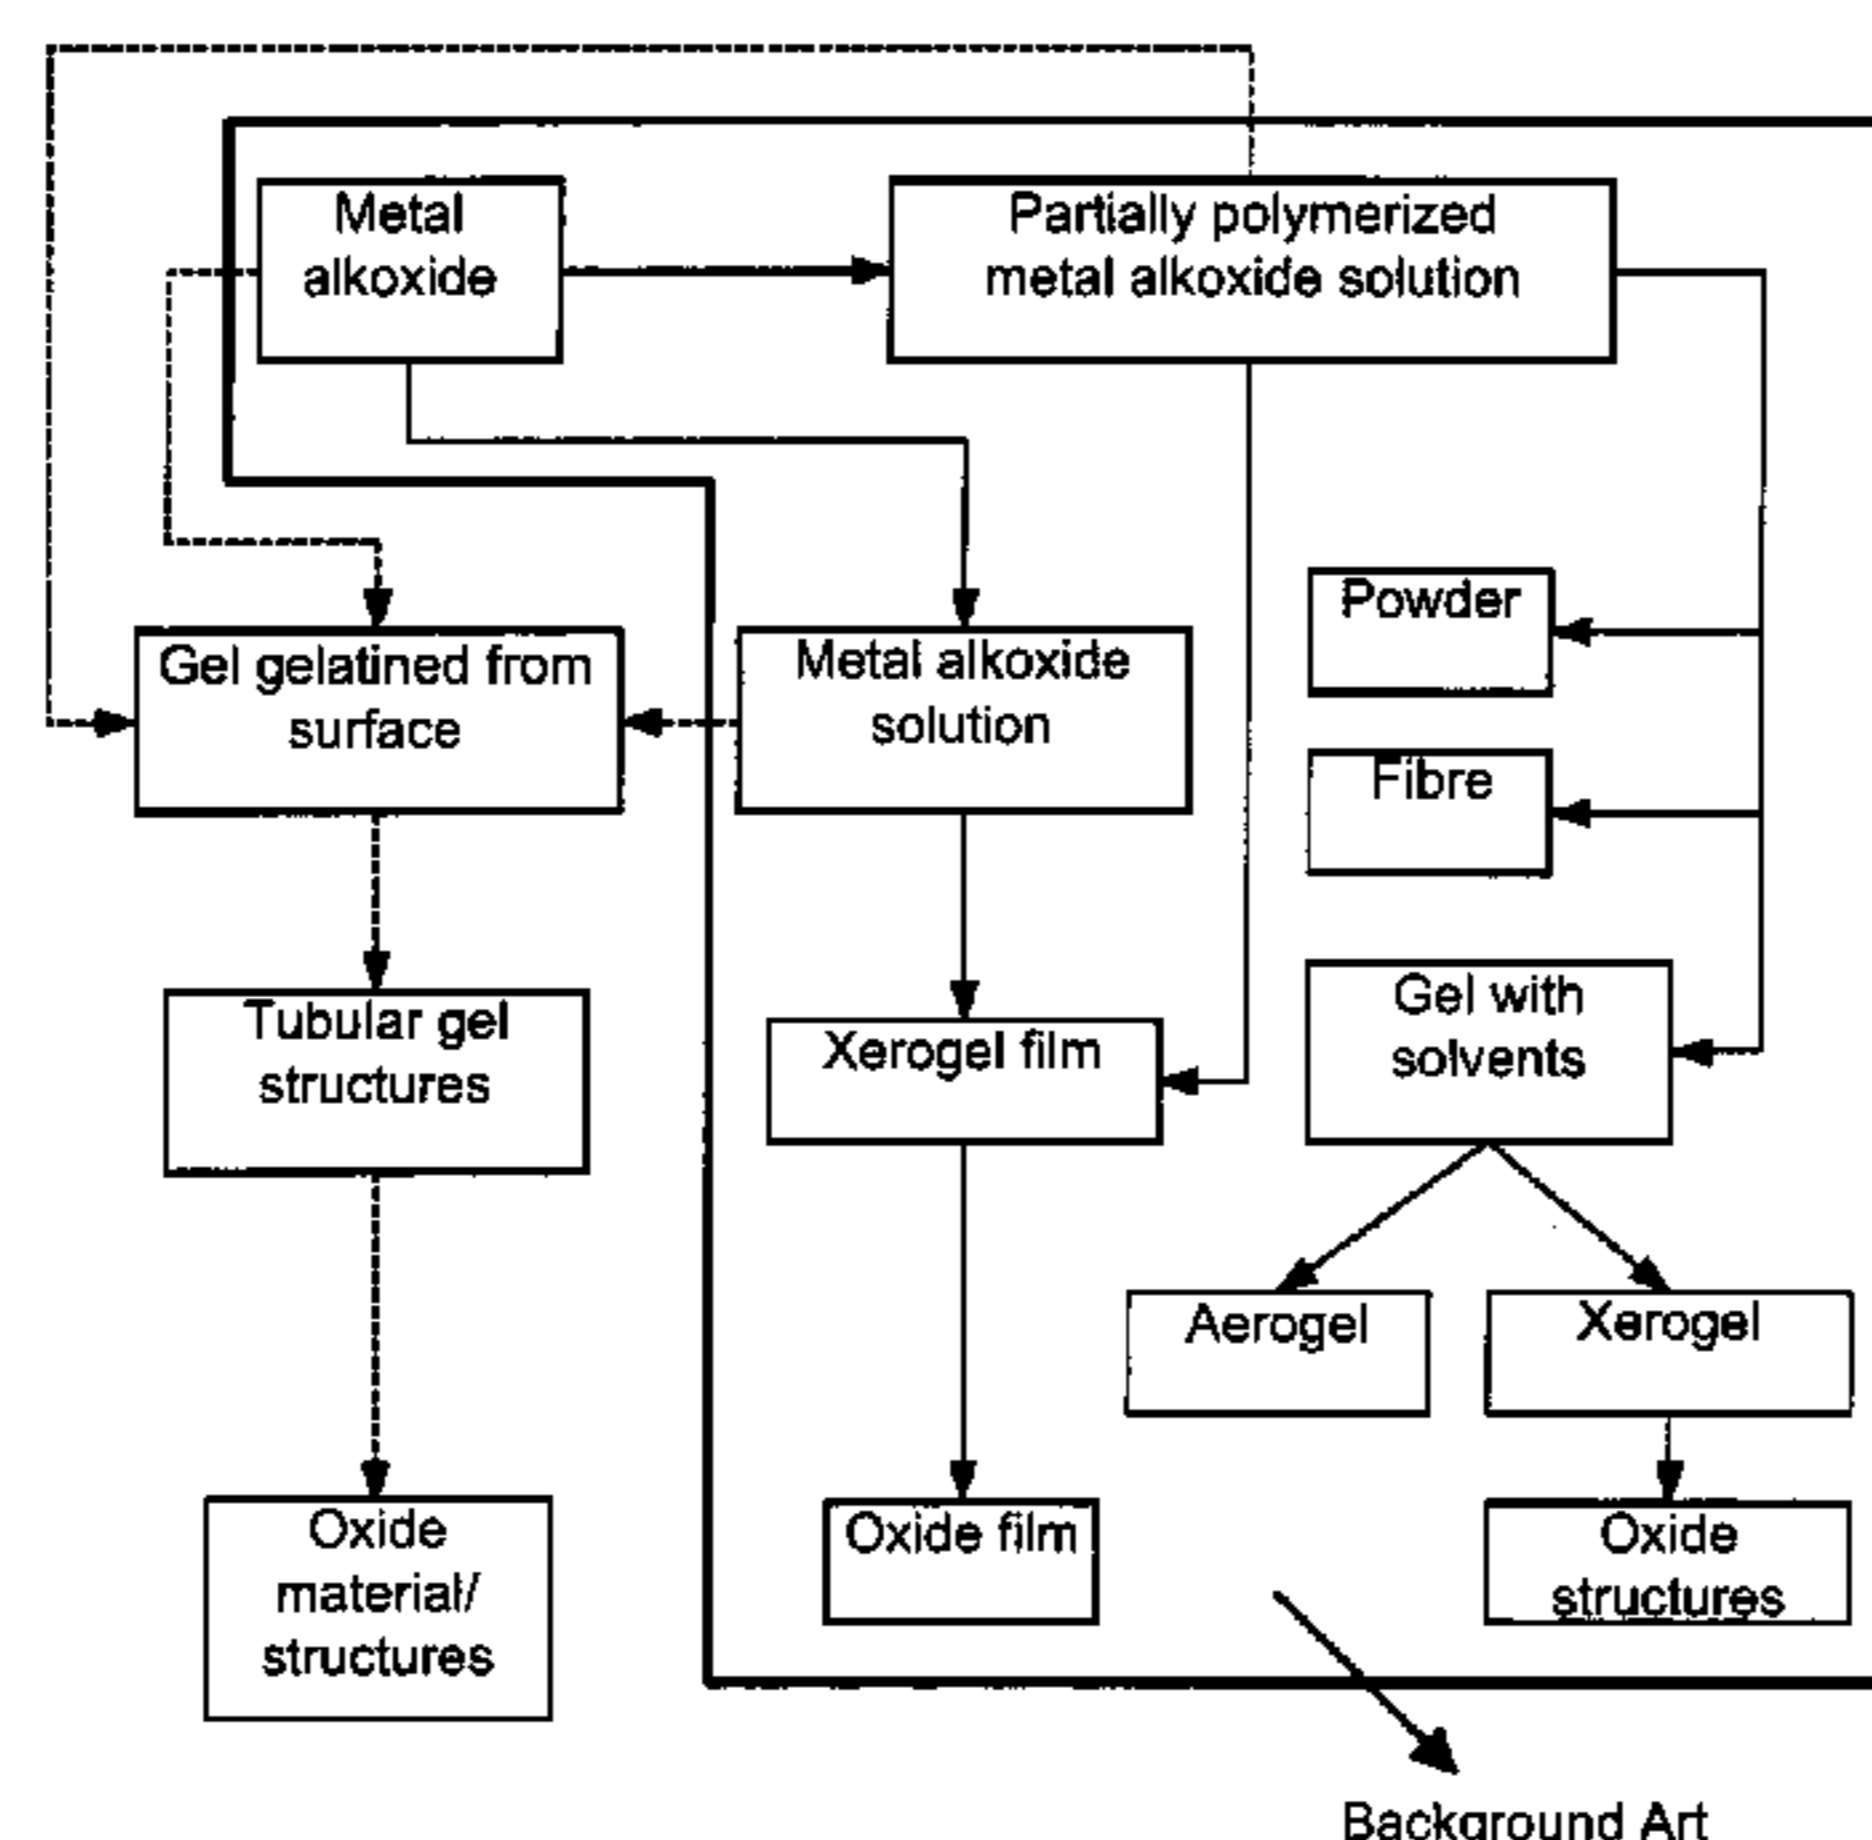 Metal
alkoxide
Partially polymerized
metal alkoxide solution
Powder
Gel gelatined from
surface
Metal alkoxide
solution
Fibre
Gel with
solvents
Tubular gel
structures
Xerogel film
Aerogel
Xerogel
Oxide
material/
structures
Oxide film
Oxide
structures
Background Art